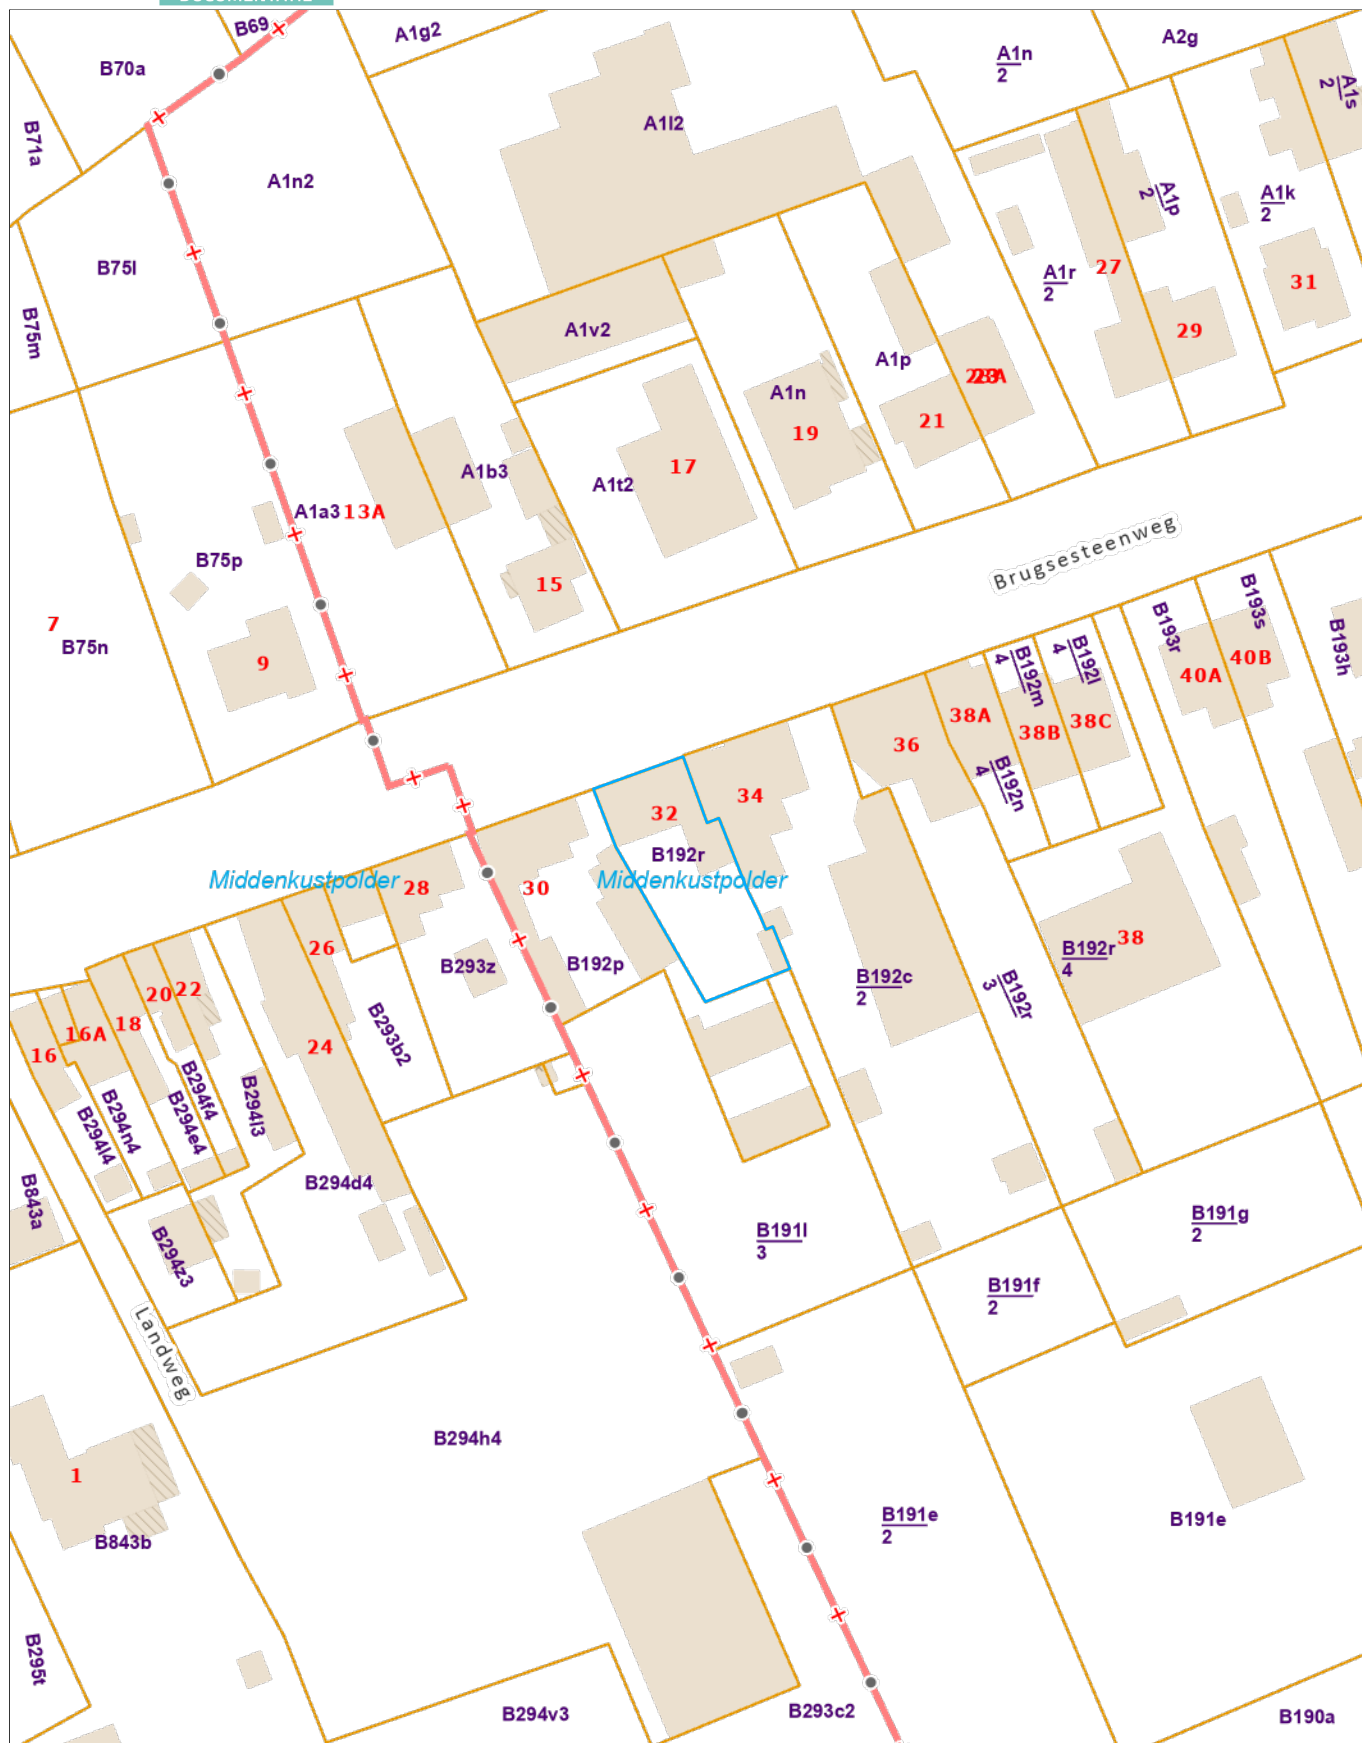 B69
A1g2
A1n
2
A2g
B70a
A1s
2
A1l2
B71a
A1n2
A1p
2
A1k
2
B75l
27
A1r
2
31
B75m
A1v2
29
A1p
23A
A1n
21
19
17
A1b3
A1t2
A1a3
13A
Brugsesteenweg
B75p
15
7
B75n
9
B193s
B193r
B193h
B192m
4
B192l
4
40B
40A
38A
38C
38B
36
B192n
4
34
32
B192r
Middenkustpolder
Middenkustpolder
28
30
26
38
B192r
4
B293z
B192p
B192c
2
B192r
3
22
20
18
16A
16
24
B293b2
B294f4
B294l3
B294e4
B294n4
B294l4
B294d4
B843a
B191l
3
B191g
2
B294z3
B191f
2
Landweg
B294h4
1
B191e
2
B191e
B843b
B295t
B294v3
B293c2
B190a